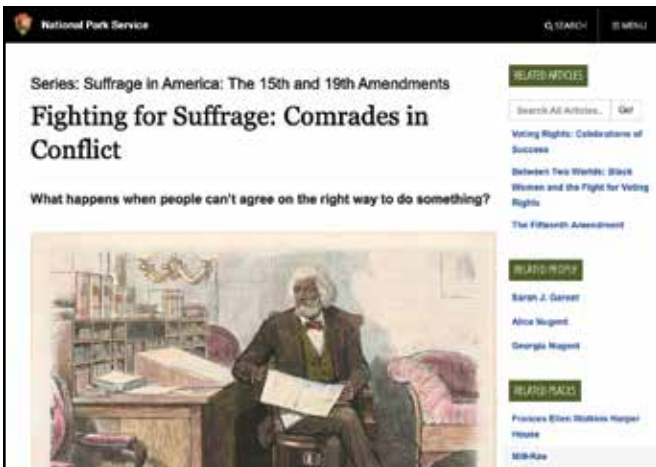 National Park Service
SEARCH
MENU
Series: Suffrage in America: The 15th and 19th Amendments
Fighting for Suffrage: Comrades in
Conflict
What happens when people can't agree on the right way to do something?
RELATED ARTICLES
Search All Articles..
Go!
Voting Rights: Celebrations of
Success
Between Two Worlds: Black
Women and the Fight for Voting
Rights
The Fifteenth Amendment
RELATED PEOPLE
Sarah J. Garnet
Alice Nugent
Georgia Nugent
RELATED PLACES
Frances Ellen Watkins Harper
House
Mill-Rae